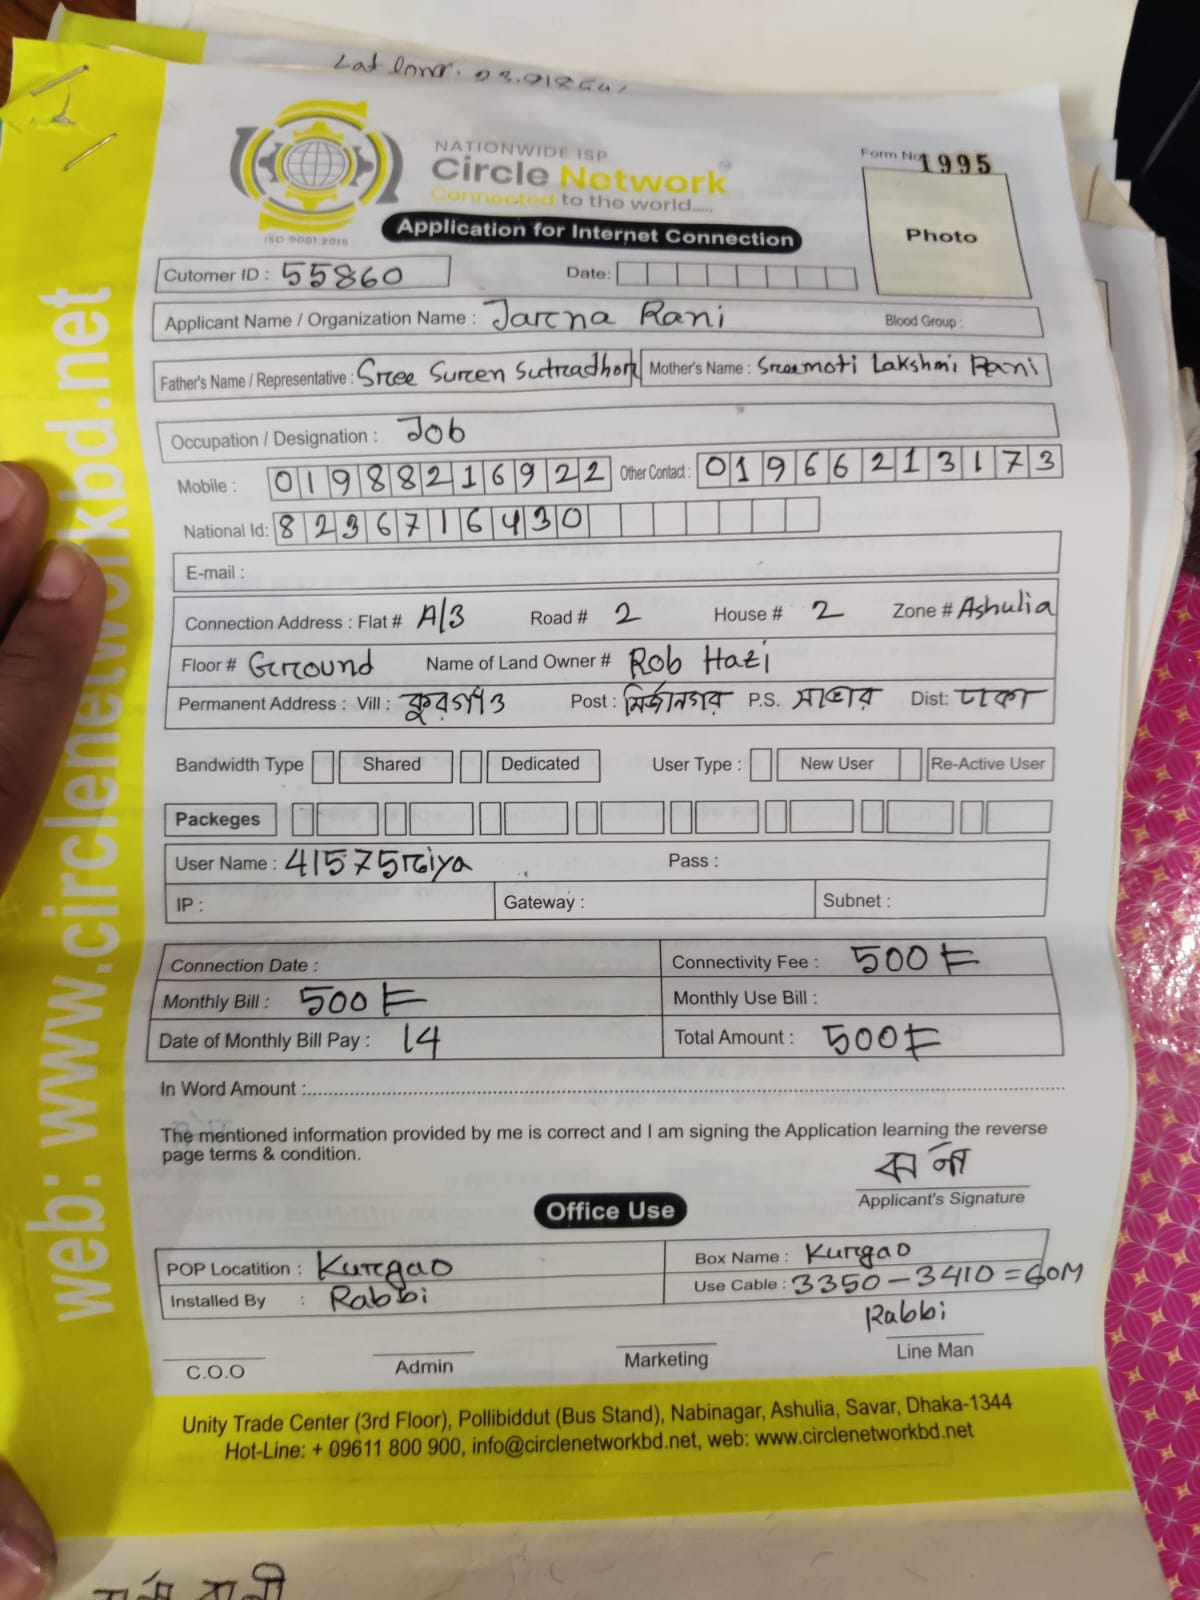 NATIONWIDE ISP
Circle Network
Connected to the world.....
ISO 9001:2015
Form No 1995
Photo
Application for Internet Connection
Cutomer ID : 55860 Date:
Applicant Name / Organization Name : Jarna Rani Blood Group :
Father's Name / Representative : Sree Suren Sutradhor Mother's Name : Sreemoti Lakshmi Rani
Occupation / Designation : Job
Mobile : 01988216922 Other Contact : 01966213173
National Id: 8236716430
E-mail :
Connection Address : Flat # A/3 Road # 2 House # 2 Zone # Ashulia
Floor # Ground Name of Land Owner # Rob Hazi
Permanent Address : Vill : কুরগাঁও Post : মির্জানগর P.S. সাভার Dist: ঢাকা
Bandwidth Type Shared Dedicated User Type : New User Re-Active User
Packeges
User Name : 41575riya Pass :
IP : Gateway : Subnet :
Connection Date : Connectivity Fee : 500 F
Monthly Bill : 500 F Monthly Use Bill :
Date of Monthly Bill Pay : 14 Total Amount : 500 F
In Word Amount :
The mentioned information provided by me is correct and I am signing the Application learning the reverse
page terms & condition.
Applicant's Signature
Office Use
POP Locatition : Kurgao Box Name : Kurgao
Installed By : Rabbi Use Cable : 3350-3410=60M
Rabbi
C.O.O Admin Marketing Line Man
Unity Trade Center (3rd Floor), Pollibiddut (Bus Stand), Nabinagar, Ashulia, Savar, Dhaka-1344
Hot-Line: + 09611 800 900, info@circlenetworkbd.net, web: www.circlenetworkbd.net
web: www.circlenetworkbd.net